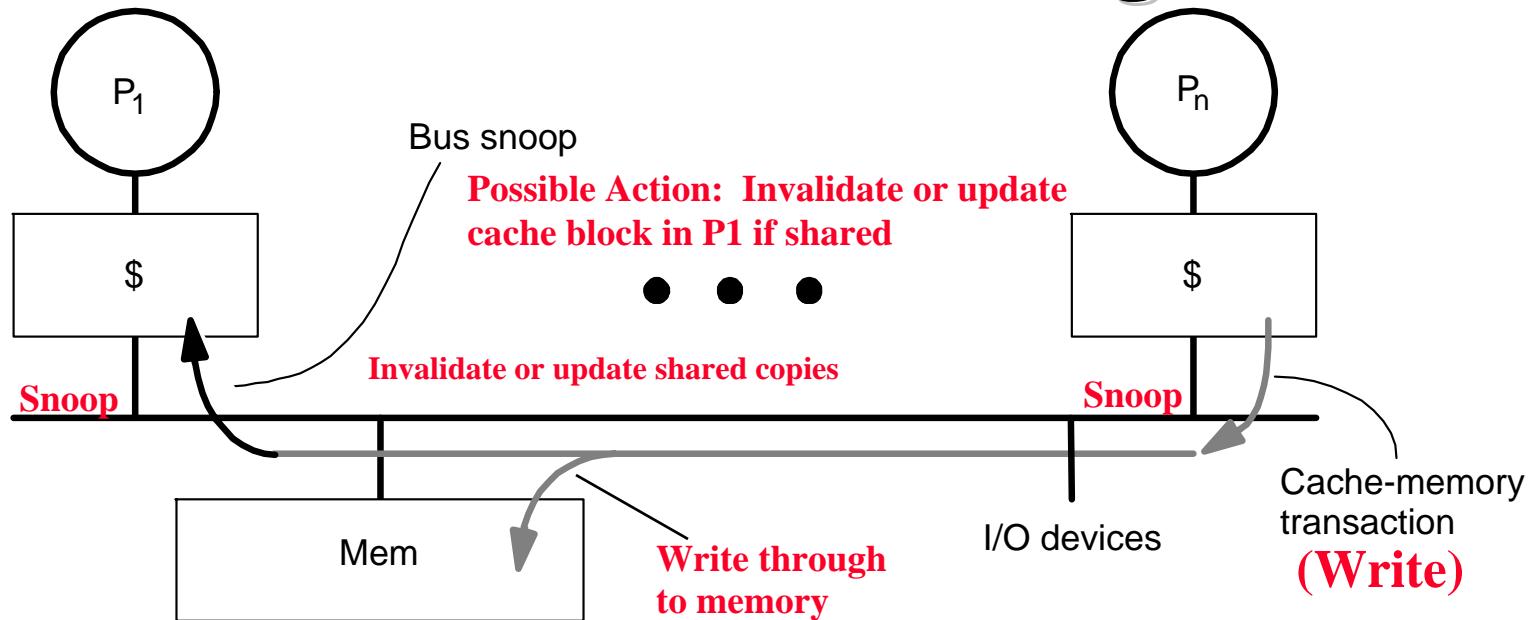 P1
Pn
Bus snoop
Possible Action: Invalidate or update
cache block in P1 if shared
$
$
Invalidate or update shared copies
Snoop
Snoop
Mem
Write through
to memory
I/O devices
Cache-memory
transaction
(Write)